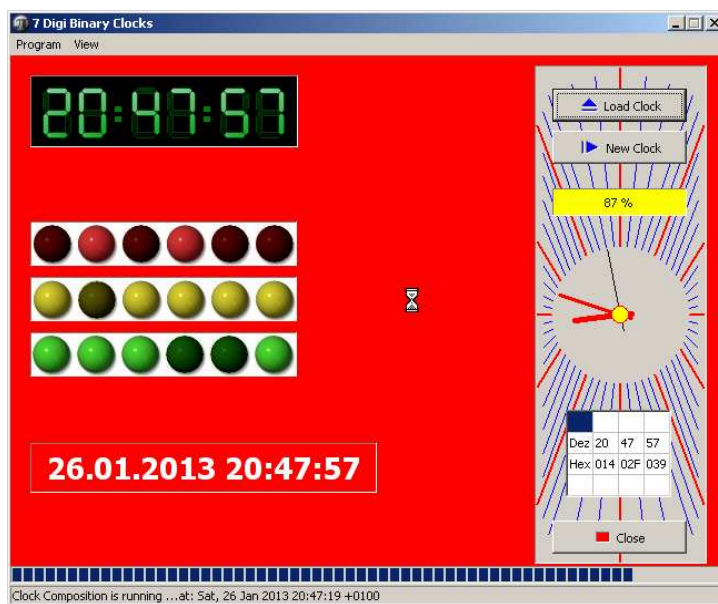 7 Digi Binary Clocks
Program View
20:47:57
Load Clock
New Clock
87 %
Dez 20 47 57
Hex 014 02F 039
26.01.2013 20:47:57
Close
Clock Composition is running ...at: Sat, 26 Jan 2013 20:47:19 +0100